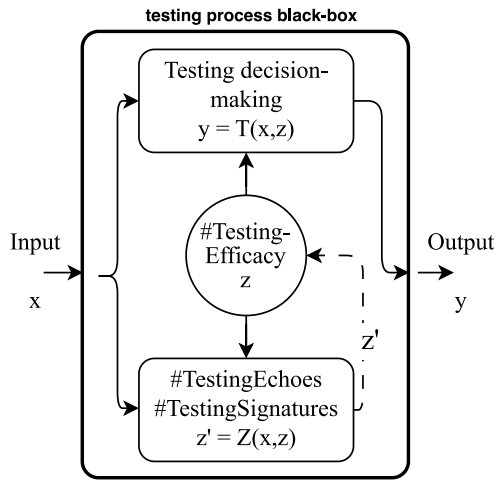 testing process black-box
Testing decision-
making
y = T(x,z)
Input
x
#Testing-
Efficacy
z
Output
y
z'
#TestingEchoes
#TestingSignatures
z' = Z(x,z)